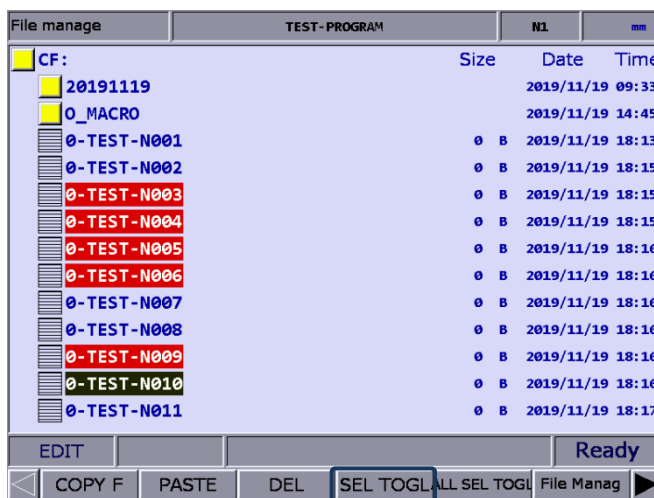 File manage TEST-PROGRAM N1 mm
CF: Size Date Time
20191119 2019/11/19 09:33
O_MACRO 2019/11/19 14:45
0-TEST-N001 0 B 2019/11/19 18:13
0-TEST-N002 0 B 2019/11/19 18:15
0-TEST-N003 0 B 2019/11/19 18:15
0-TEST-N004 0 B 2019/11/19 18:15
0-TEST-N005 0 B 2019/11/19 18:16
0-TEST-N006 0 B 2019/11/19 18:16
0-TEST-N007 0 B 2019/11/19 18:16
0-TEST-N008 0 B 2019/11/19 18:16
0-TEST-N009 0 B 2019/11/19 18:16
0-TEST-N010 0 B 2019/11/19 18:16
0-TEST-N011 0 B 2019/11/19 18:17
EDIT Ready
COPY F PASTE DEL SEL TOGL ALL SEL TOGL File Manag